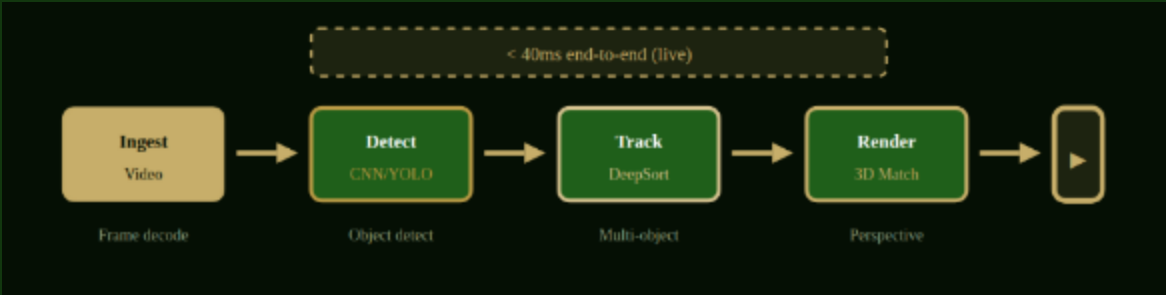 < 40ms end-to-end (live)
Ingest
Video
Frame decode
Detect
CNN/YOLO
Object detect
Track
DeepSort
Multi-object
Render
3D Match
Perspective